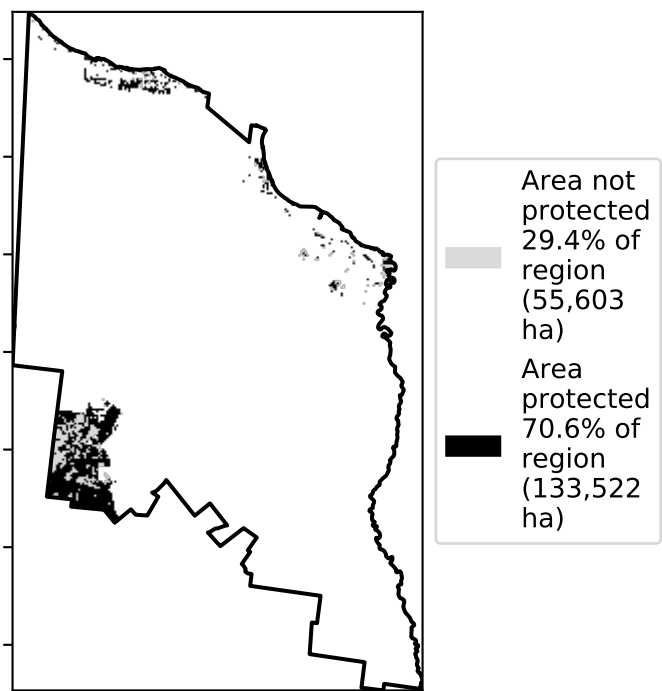 Area not
protected
29.4% of
region
(55,603
ha)
Area
protected
70.6% of
region
(133,522
ha)